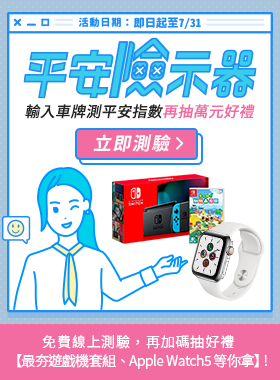 活動日期：即日起至7/31
平安險示器
輸入車牌測平安指數再抽萬元好禮
立即測驗
NINTENDO
SWITCH
免費線上測驗，再加碼抽好禮
【最夯遊戲機套組、Apple Watch5 等你拿】!